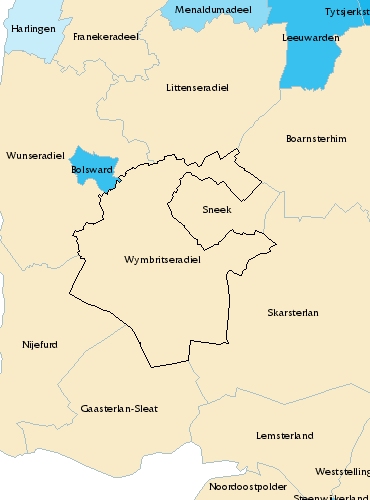 Menaldumadeel
Tytsjerkst
Harlingen
Franekeradeel
Leeuwarden
Littenseradiel
Boarnsterhim
Wunseradiel
Bolsward
Sneek
Wymbritseradiel
Skarsterlan
Nijefurd
Gaasterlan-Sleat
Lemsterland
Weststelling
Noordoostpolder
Steenwijkerland